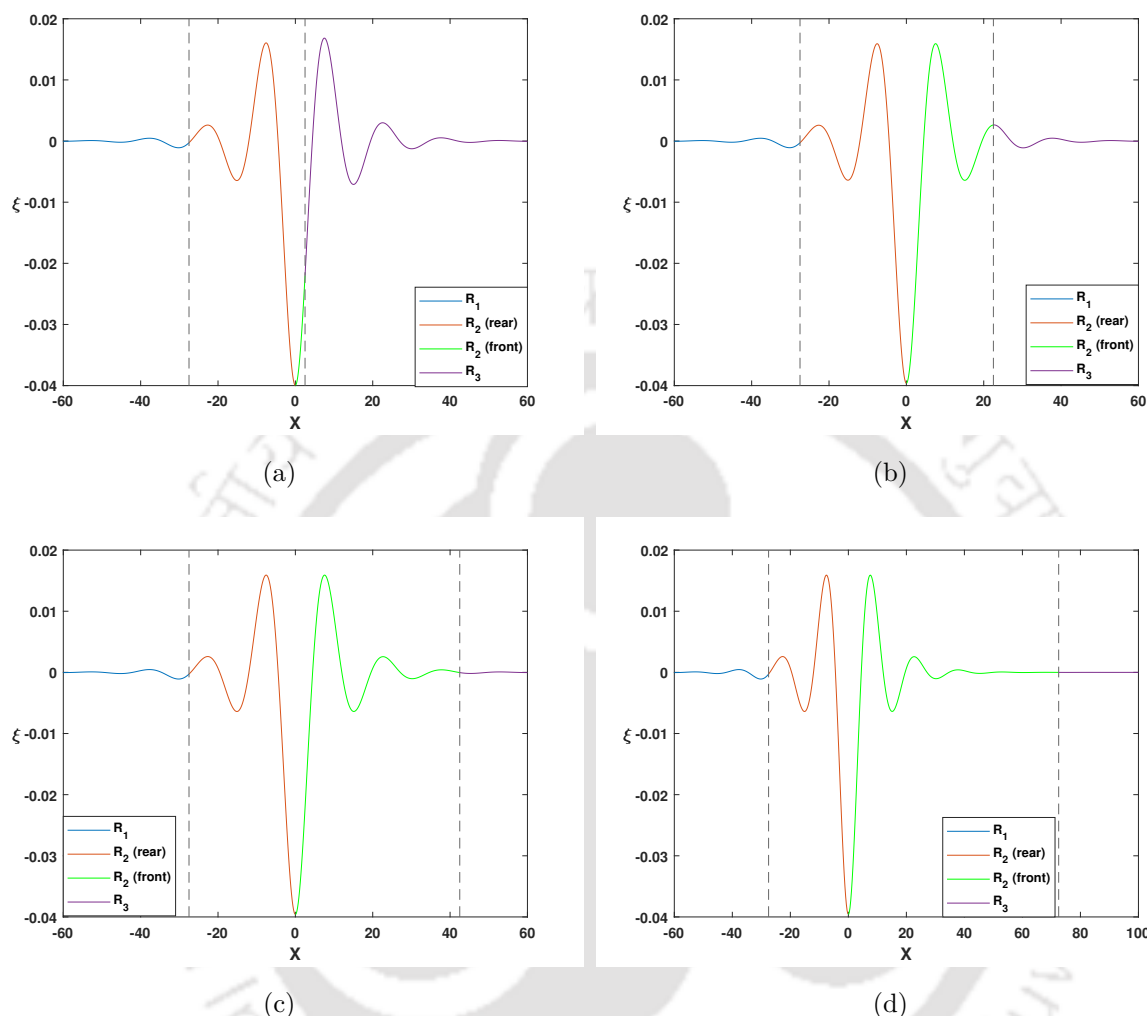 0.02
0.01
0
-0.01
-0.02
-0.03
-0.04
ξ
-60
-40
-20
0
20
40
60
X
R1
R2 (rear)
R2 (front)
R3
(a)
0.02
0.01
0
-0.01
-0.02
-0.03
-0.04
ξ
-60
-40
-20
0
20
40
60
X
R1
R2 (rear)
R2 (front)
R3
(b)
0.02
0.01
0
-0.01
-0.02
-0.03
-0.04
ξ
-60
-40
-20
0
20
40
60
X
R1
R2 (rear)
R2 (front)
R3
(c)
0.02
0.01
0
-0.01
-0.02
-0.03
-0.04
ξ
-60
-40
-20
0
20
40
60
80
100
X
R1
R2 (rear)
R2 (front)
R3
(d)